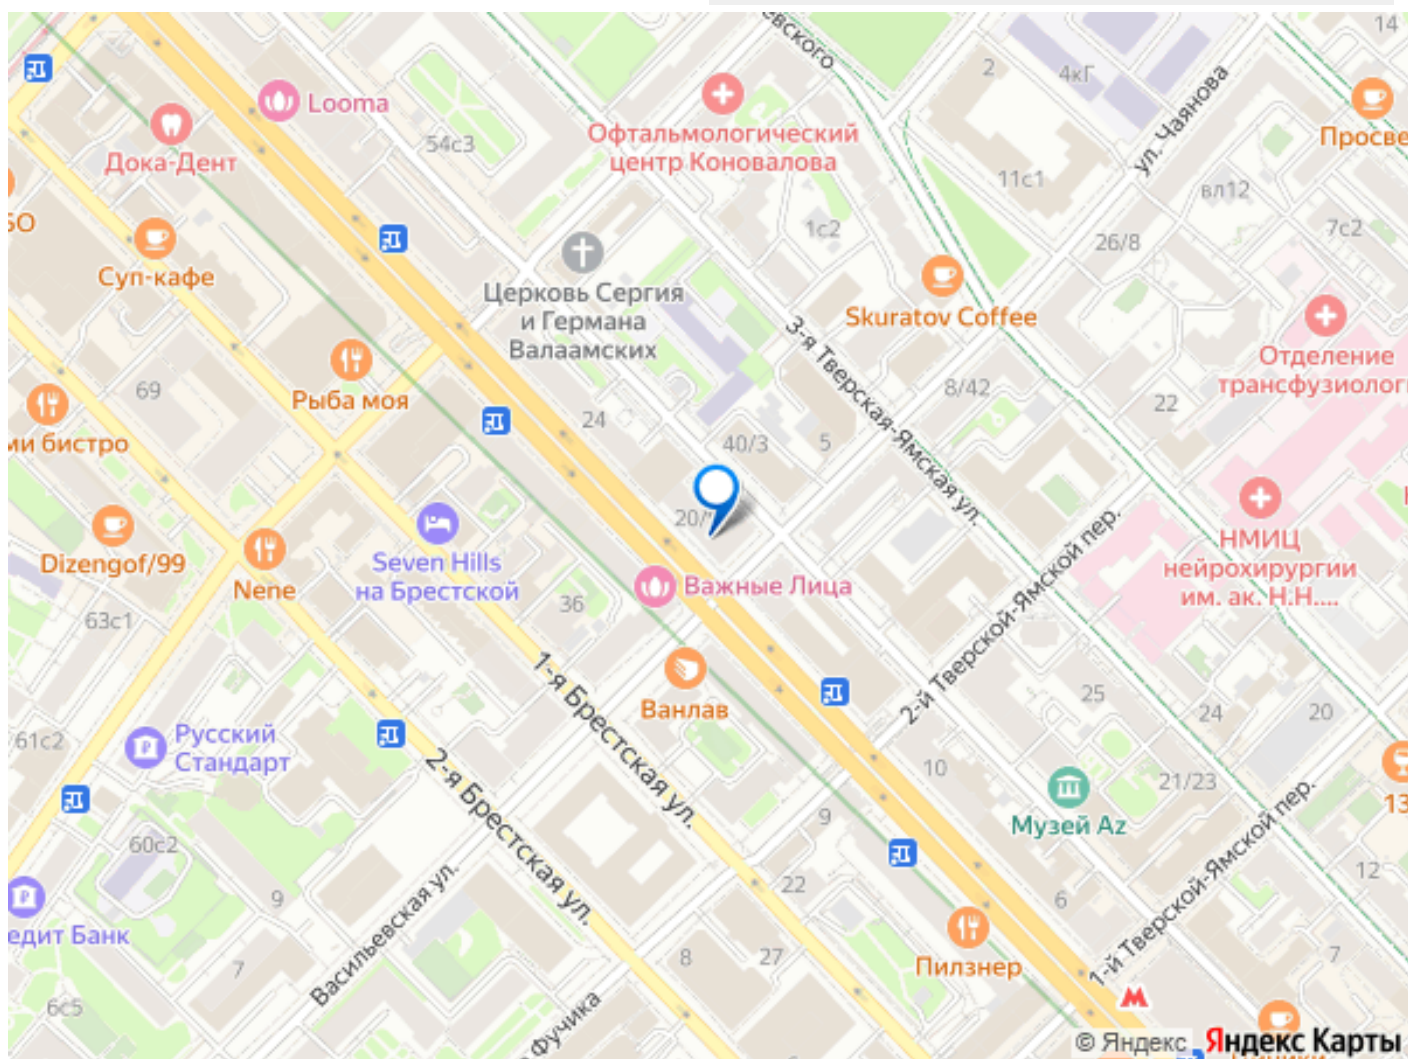 14
2
4кГ
ул. Чаянова
Looma
Просве
Офтальмологический
центр Коновалова
54с3
Дока-Дент
11с1
вл12
1с2
7с2
26/8
Суп-кафе
Церковь Сергия
и Германа
Валаамских
Skuratov Coffee
3-я Тверская-Ямская ул.
Отделение
69
Рыба моя
8/42
22
24
40/3
5
20/
Dizengof/99
Nene
Seven Hills
на Брестской
НМИЦ
нейрохирургии
им. ак. Н.Н....
2-й Тверской-Ямской пер.
Важные Лица
36
63с1
1-я Брестская ул.
Ванлав
25
24
20
61с2
Русский
Стандарт
2-я Брестская ул.
10
21/23
Музей Az
1-й Тверской-Ямской пер.
13
9
60с2
22
12
6
9
Васильевская ул.
едит Банк
7
8
27
Пилзнер
7
6с5
Фучика
© Яндекс
Яндекс Карты